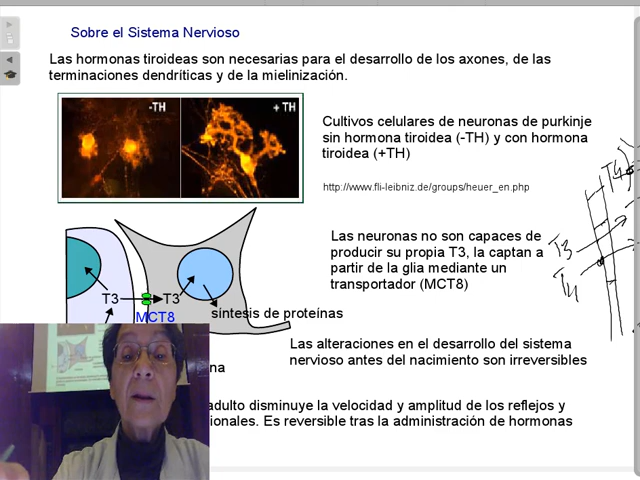 Sobre el Sistema Nervioso
Las hormonas tiroideas son necesarias para el desarrollo de los axones, de las
terminaciones dendríticas y de la mielinización.
-TH
+ TH
Cultivos celulares de neuronas de purkinje
sin hormona tiroidea (-TH) y con hormona
tiroidea (+TH)
http://www.fli-leibniz.de/groups/heuer_en.php
T4
T3
T4
Las neuronas no son capaces de
producir su propia T3, la captan a
partir de la glia mediante un
transportador (MCT8)
T3
T3
síntesis de proteínas
MCT8
Las alteraciones en el desarrollo del sistema
nervioso antes del nacimiento son irreversibles
na
adulto disminuye la velocidad y amplitud de los reflejos y
ionales. Es reversible tras la administración de hormonas